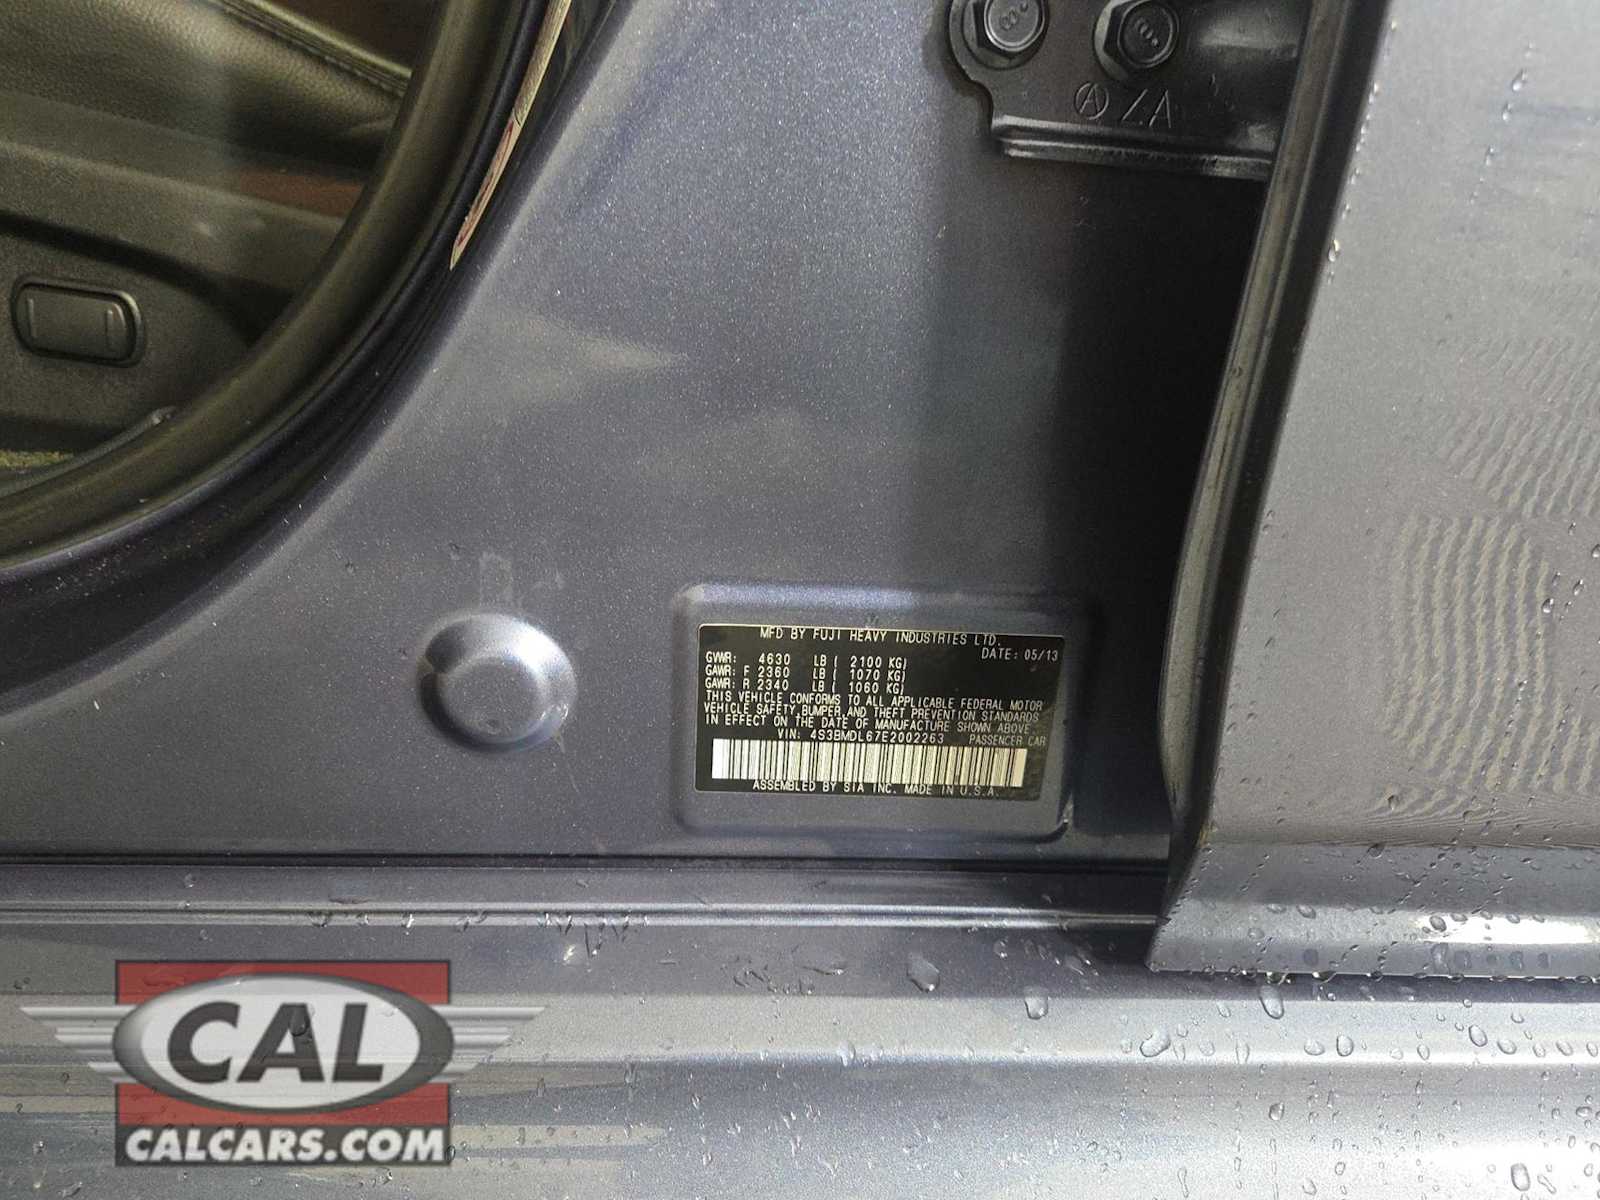 8
8
A ZA
MFD BY FUJI HEAVY INDUSTRIES LTD.
DATE: 05/13
GVWR: 4630 LB ( 2100 KG)
GAWR: F 2360 LB ( 1070 KG)
GAWR: R 2340 LB ( 1060 KG)
THIS VEHICLE CONFORMS TO ALL APPLICABLE FEDERAL MOTOR
VEHICLE SAFETY, BUMPER, AND THEFT PREVENTION STANDARDS
IN EFFECT ON THE DATE OF MANUFACTURE SHOWN ABOVE.
VIN: 4S3BMDL67E2002263 PASSENGER CAR
ASSEMBLED BY SIA INC. MADE IN U.S.A.
CAL
CALCARS.COM